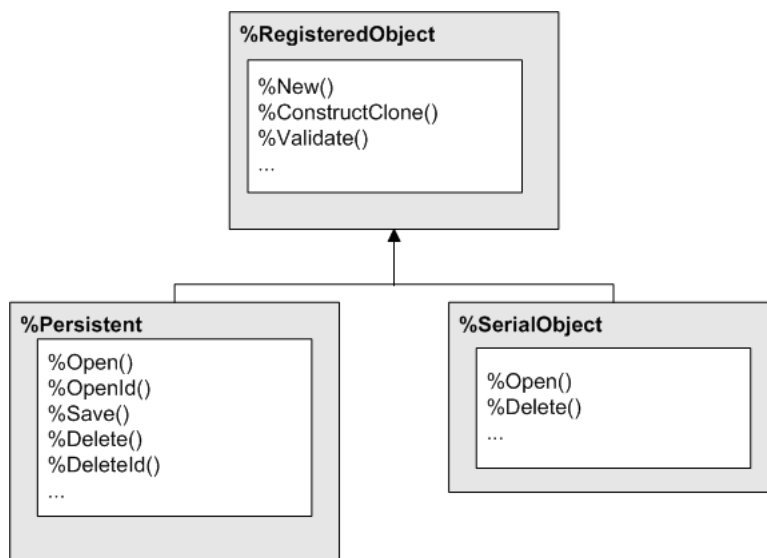 %RegisteredObject
%New()
%ConstructClone()
%Validate()
...
%Persistent
%Open()
%OpenId()
%Save()
%Delete()
%DeleteId()
...
%SerialObject
%Open()
%Delete()
...